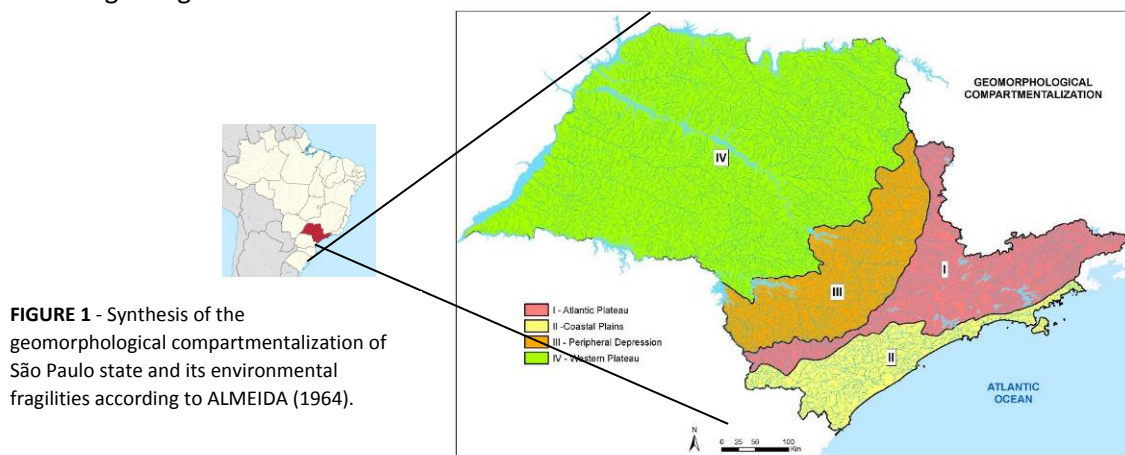 GEOMORPHOLOGICAL
COMPARTMENTALIZATION
IV
I
III
II
I - Atlantic Plateau
II -Coastal Plains
III - Peripheral Depression
IV - Western Plateau
ATLANTIC
OCEAN
N
0 25 50 100
Km
FIGURE 1 - Synthesis of the
geomorphological compartmentalization of
São Paulo state and its environmental
fragilities according to ALMEIDA (1964).